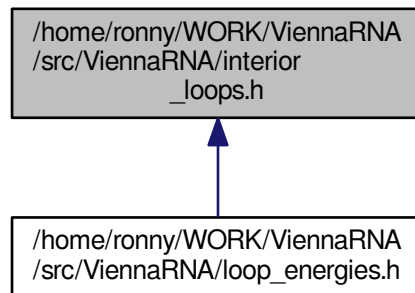 /home/ronny/WORK/ViennaRNA
/src/ViennaRNA/interior
_loops.h
/home/ronny/WORK/ViennaRNA
/src/ViennaRNA/loop_energies.h